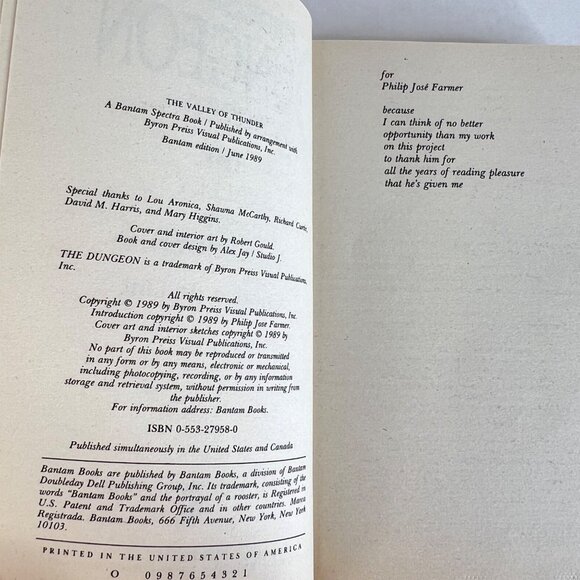 THE VALLEY OF THUNDER
A Bantam Spectra Book / Published by arrangement with
Byron Preiss Visual Publications, Inc.
Bantam edition / June 1989
Special thanks to Lou Aronica, Shawna McCarthy, Richard Curtis,
David M. Harris, and Mary Higgins.
Cover and interior art by Robert Gould.
Book and cover design by Alex Jay / Studio J.
THE DUNGEON is a trademark of Byron Preiss Visual Publications,
Inc.
All rights reserved.
Copyright © 1989 by Byron Preiss Visual Publications, Inc.
Introduction copyright © 1989 by Philip Jose Farmer.
Cover art and interior sketches copyright © 1989 by
Byron Preiss Visual Publications, Inc.
No part of this book may be reproduced or transmitted
in any form or by any means, electronic or mechanical,
including photocopying, recording, or by any information
storage and retrieval system, without permission in writing from
the publisher.
For information address: Bantam Books.
ISBN 0-553-27958-0
Published simultaneously in the United States and Canada
Bantam Books are published by Bantam Books, a division of Bantam
Doubleday Dell Publishing Group, Inc. Its trademark, consisting of the
words "Bantam Books" and the portrayal of a rooster, is Registered in
U.S. Patent and Trademark Office and in other countries. Marca
Registrada. Bantam Books, 666 Fifth Avenue, New York, New York
10103.
PRINTED IN THE UNITED STATES OF AMERICA
O 0 9 8 7 6 5 4 3 2 1
for
Philip José Farmer
because
I can think of no better
opportunity than my work
on this project
to thank him for
all the years of reading pleasure
that he's given me